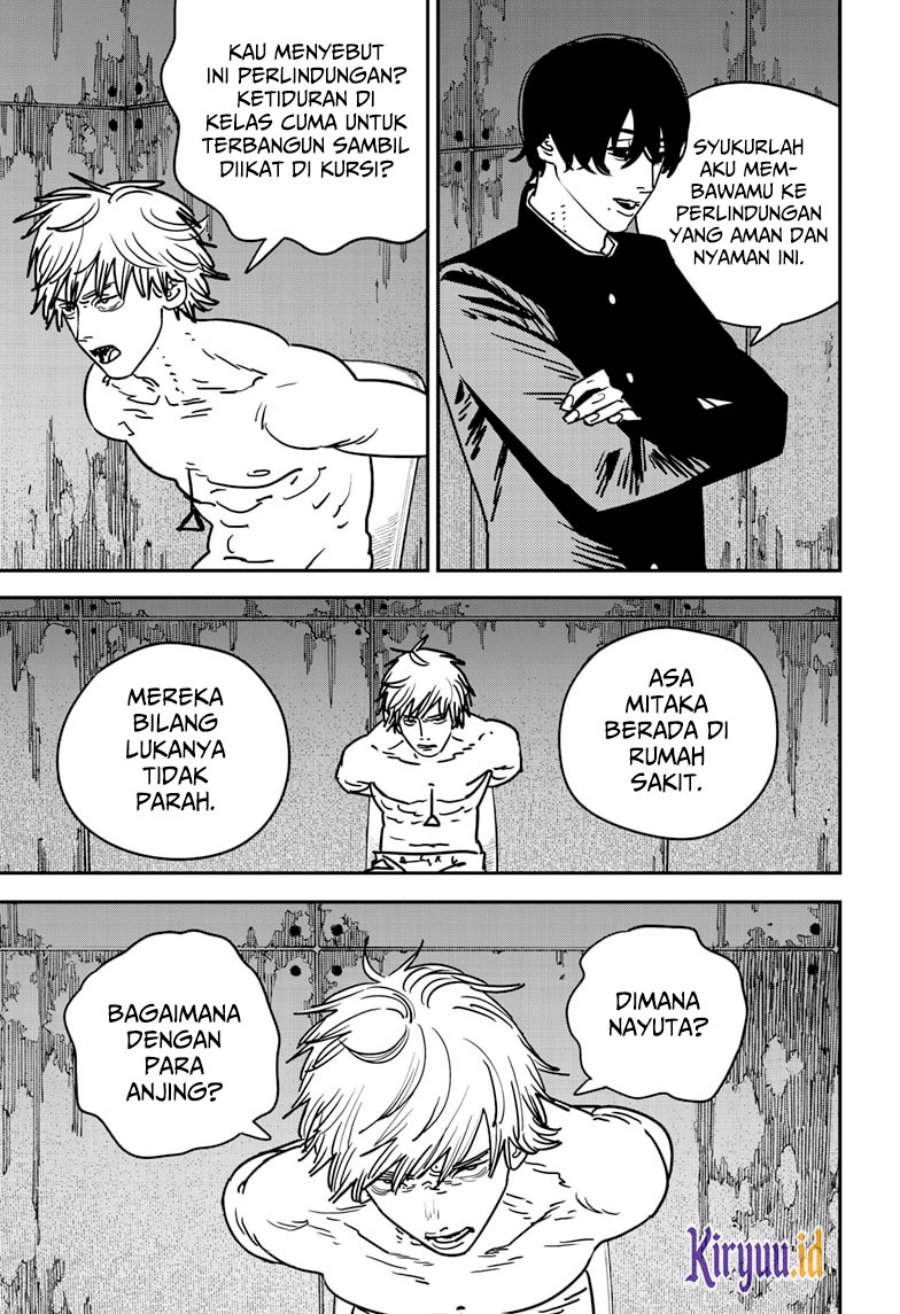 SYUKURLAH
AKU MEM-
BAWAMU KE
PERLINDUNGAN
YANG AMAN DAN
NYAMAN INI.
KAU MENYEBUT
INI PERLINDUNGAN?
KETIDURAN DI
KELAS CUMA UNTUK
TERBANGUN SAMBIL
DIIKAT DI KURSI?
ASA
MITAKA
BERADA DI
RUMAH
SAKIT.
MEREKA
BILANG
LUKANYA
TIDAK
PARAH.
DIMANA
NAYUTA?
BAGAIMANA
DENGAN
PARA
ANJING?
Kiryuu.id